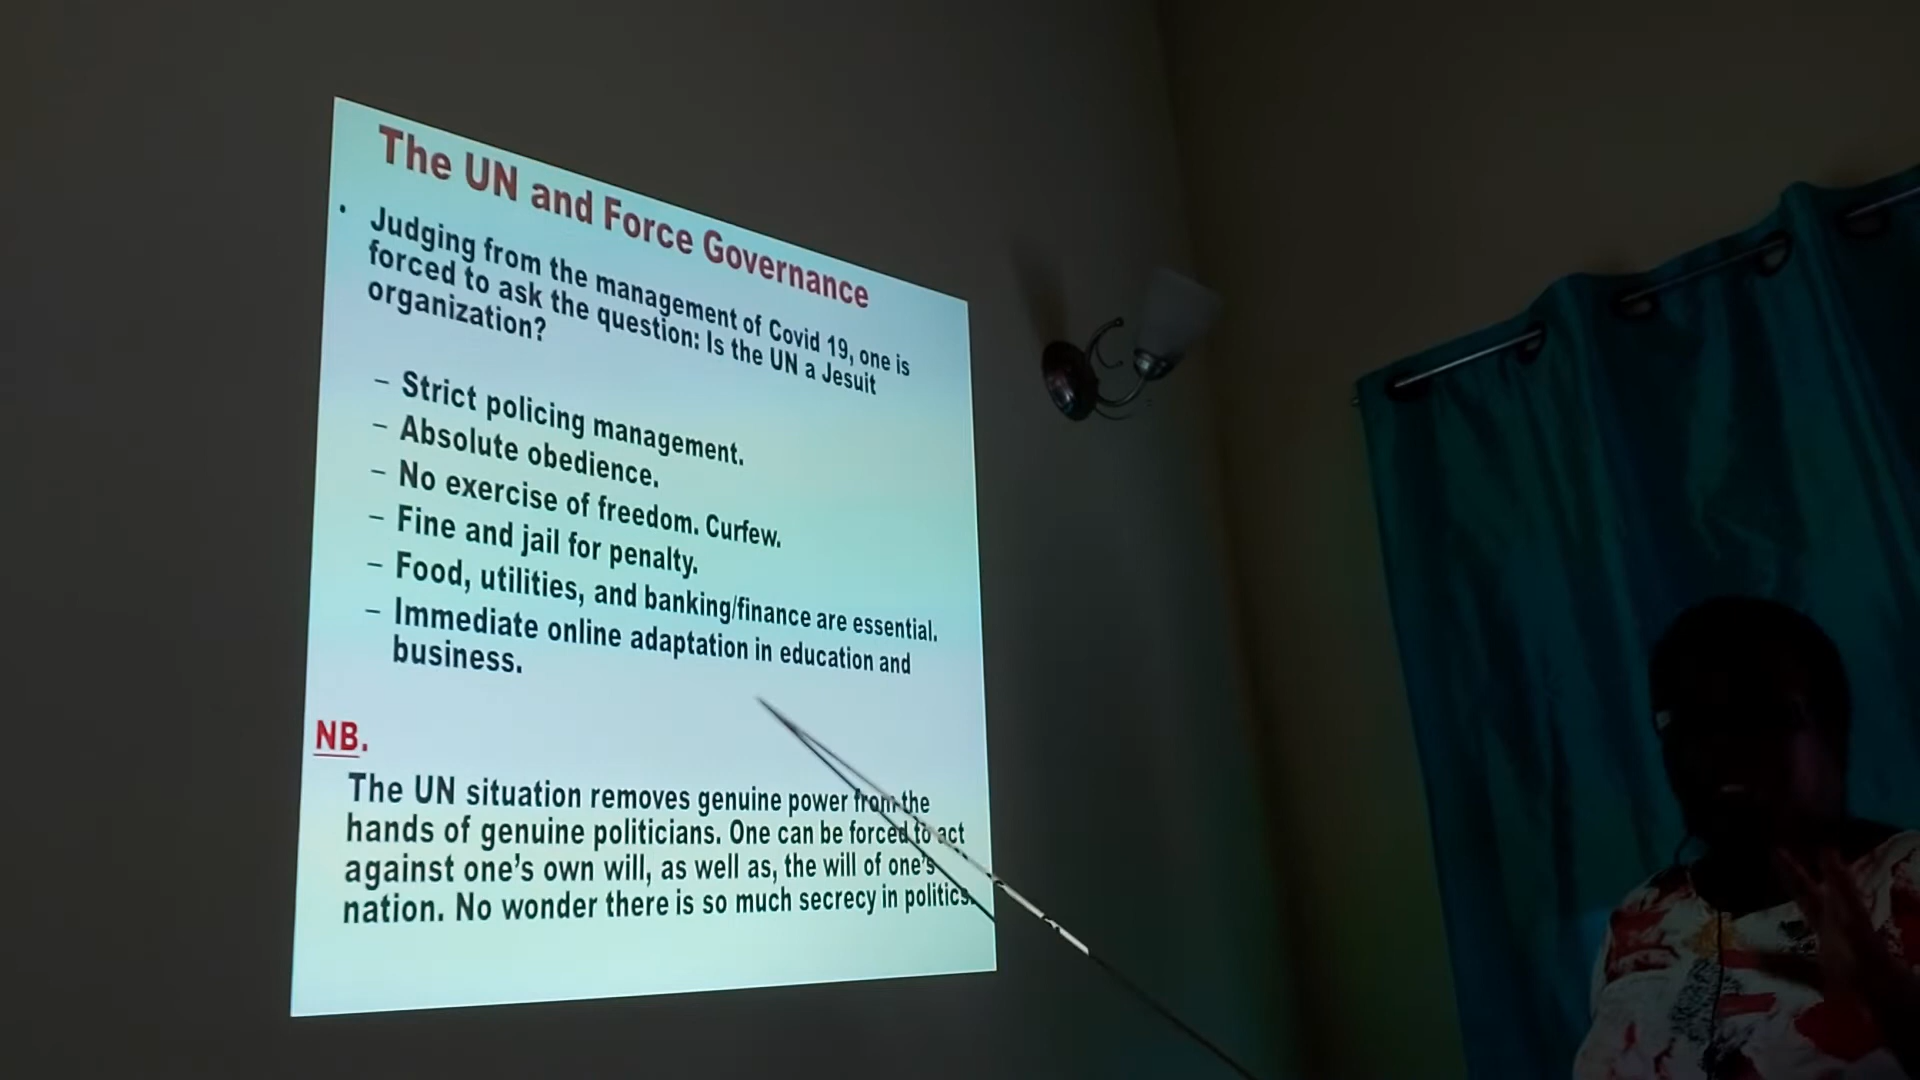 The UN and Force Governance
• Judging from the management of Covid 19, one is
forced to ask the question: Is the UN a Jesuit
organization?
– Strict policing management.
– Absolute obedience.
– No exercise of freedom. Curfew.
– Fine and jail for penalty.
– Food, utilities, and banking/finance are essential.
– Immediate online adaptation in education and
business.
NB.
The UN situation removes genuine power from the
hands of genuine politicians. One can be forced to act
against one’s own will, as well as, the will of one’s
nation. No wonder there is so much secrecy in politics.